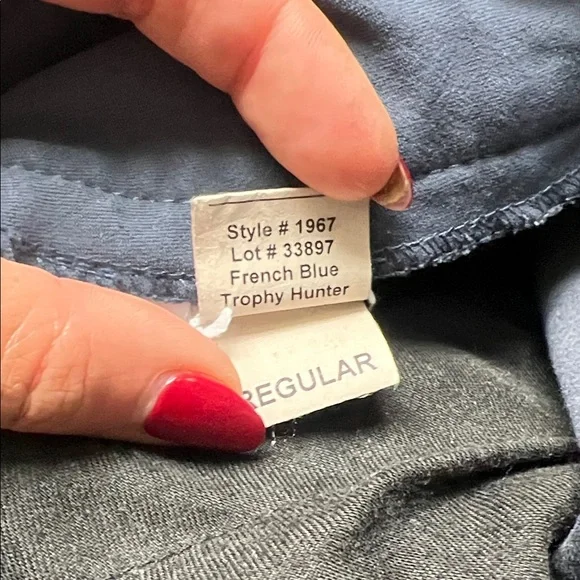 Style # 1967
Lot # 33897
French Blue
Trophy Hunter
REGULAR